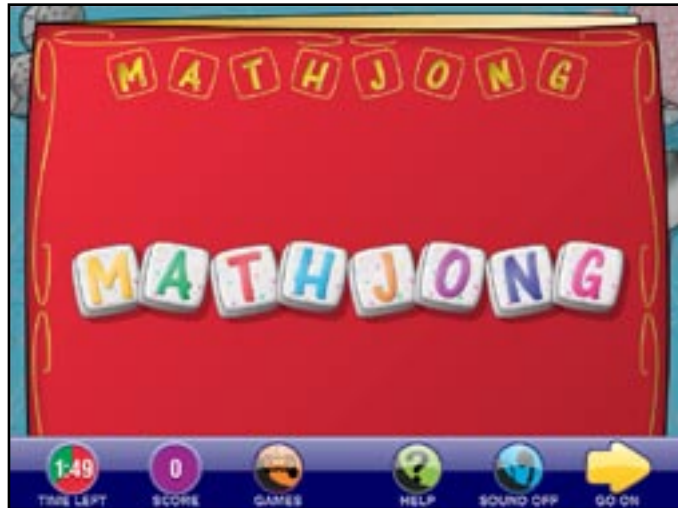 MATHJONG
MATHJONG
1:49 0 ?
TIME LEFT SCORE GAMES HELP SOUND OFF GO ON